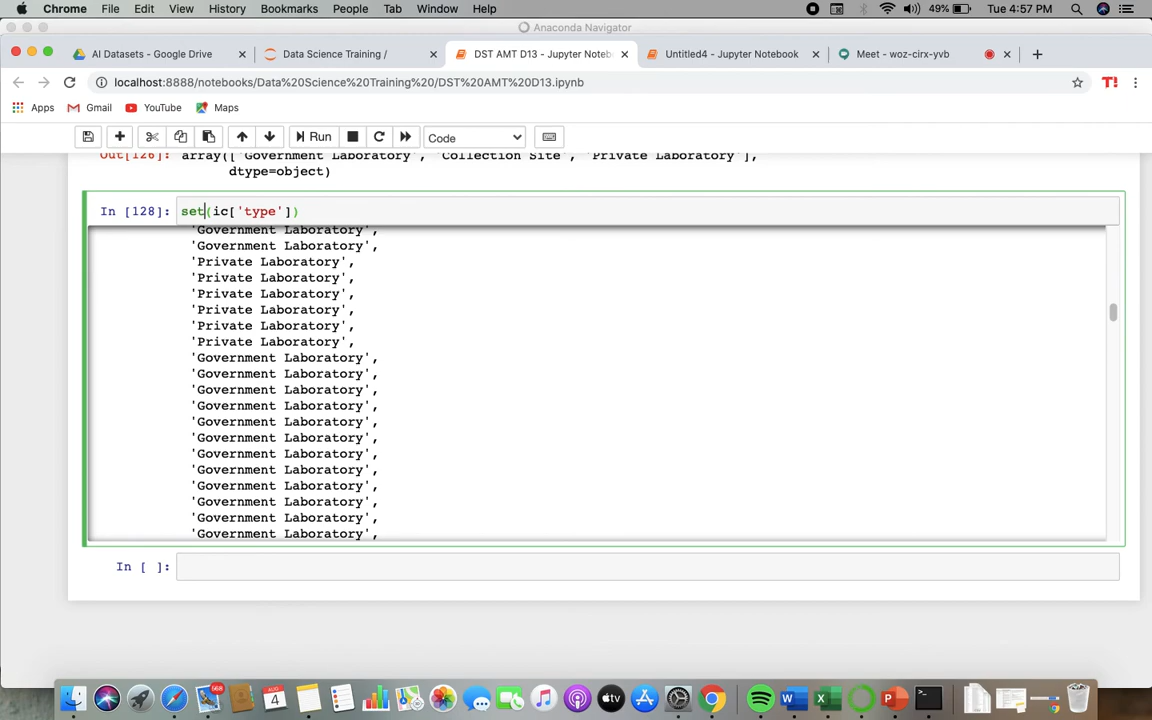 Chrome File Edit View History Bookmarks People Tab Window Help 49% Tue 4:57 PM
Anaconda Navigator
AI Datasets - Google Drive × Data Science Training / × DST AMT D13 - Jupyter Noteb × Untitled4 - Jupyter Notebook × Meet - woz-cirx-yvb ×
localhost:8888/notebooks/Data%20Science%20Training%20/DST%20AMT%20D13.ipynb T!
Apps Gmail YouTube Maps
Run Code
Out[126]: array(['Government Laboratory', 'Collection Site', 'Private Laboratory'],
dtype=object)
In [128]: set(ic['type'])
'Government Laboratory',
'Government Laboratory',
'Private Laboratory',
'Private Laboratory',
'Private Laboratory',
'Private Laboratory',
'Private Laboratory',
'Private Laboratory',
'Government Laboratory',
'Government Laboratory',
'Government Laboratory',
'Government Laboratory',
'Government Laboratory',
'Government Laboratory',
'Government Laboratory',
'Government Laboratory',
'Government Laboratory',
'Government Laboratory',
'Government Laboratory',
'Government Laboratory',
In [ ]:
568
AUG
4
tv
W
X
P